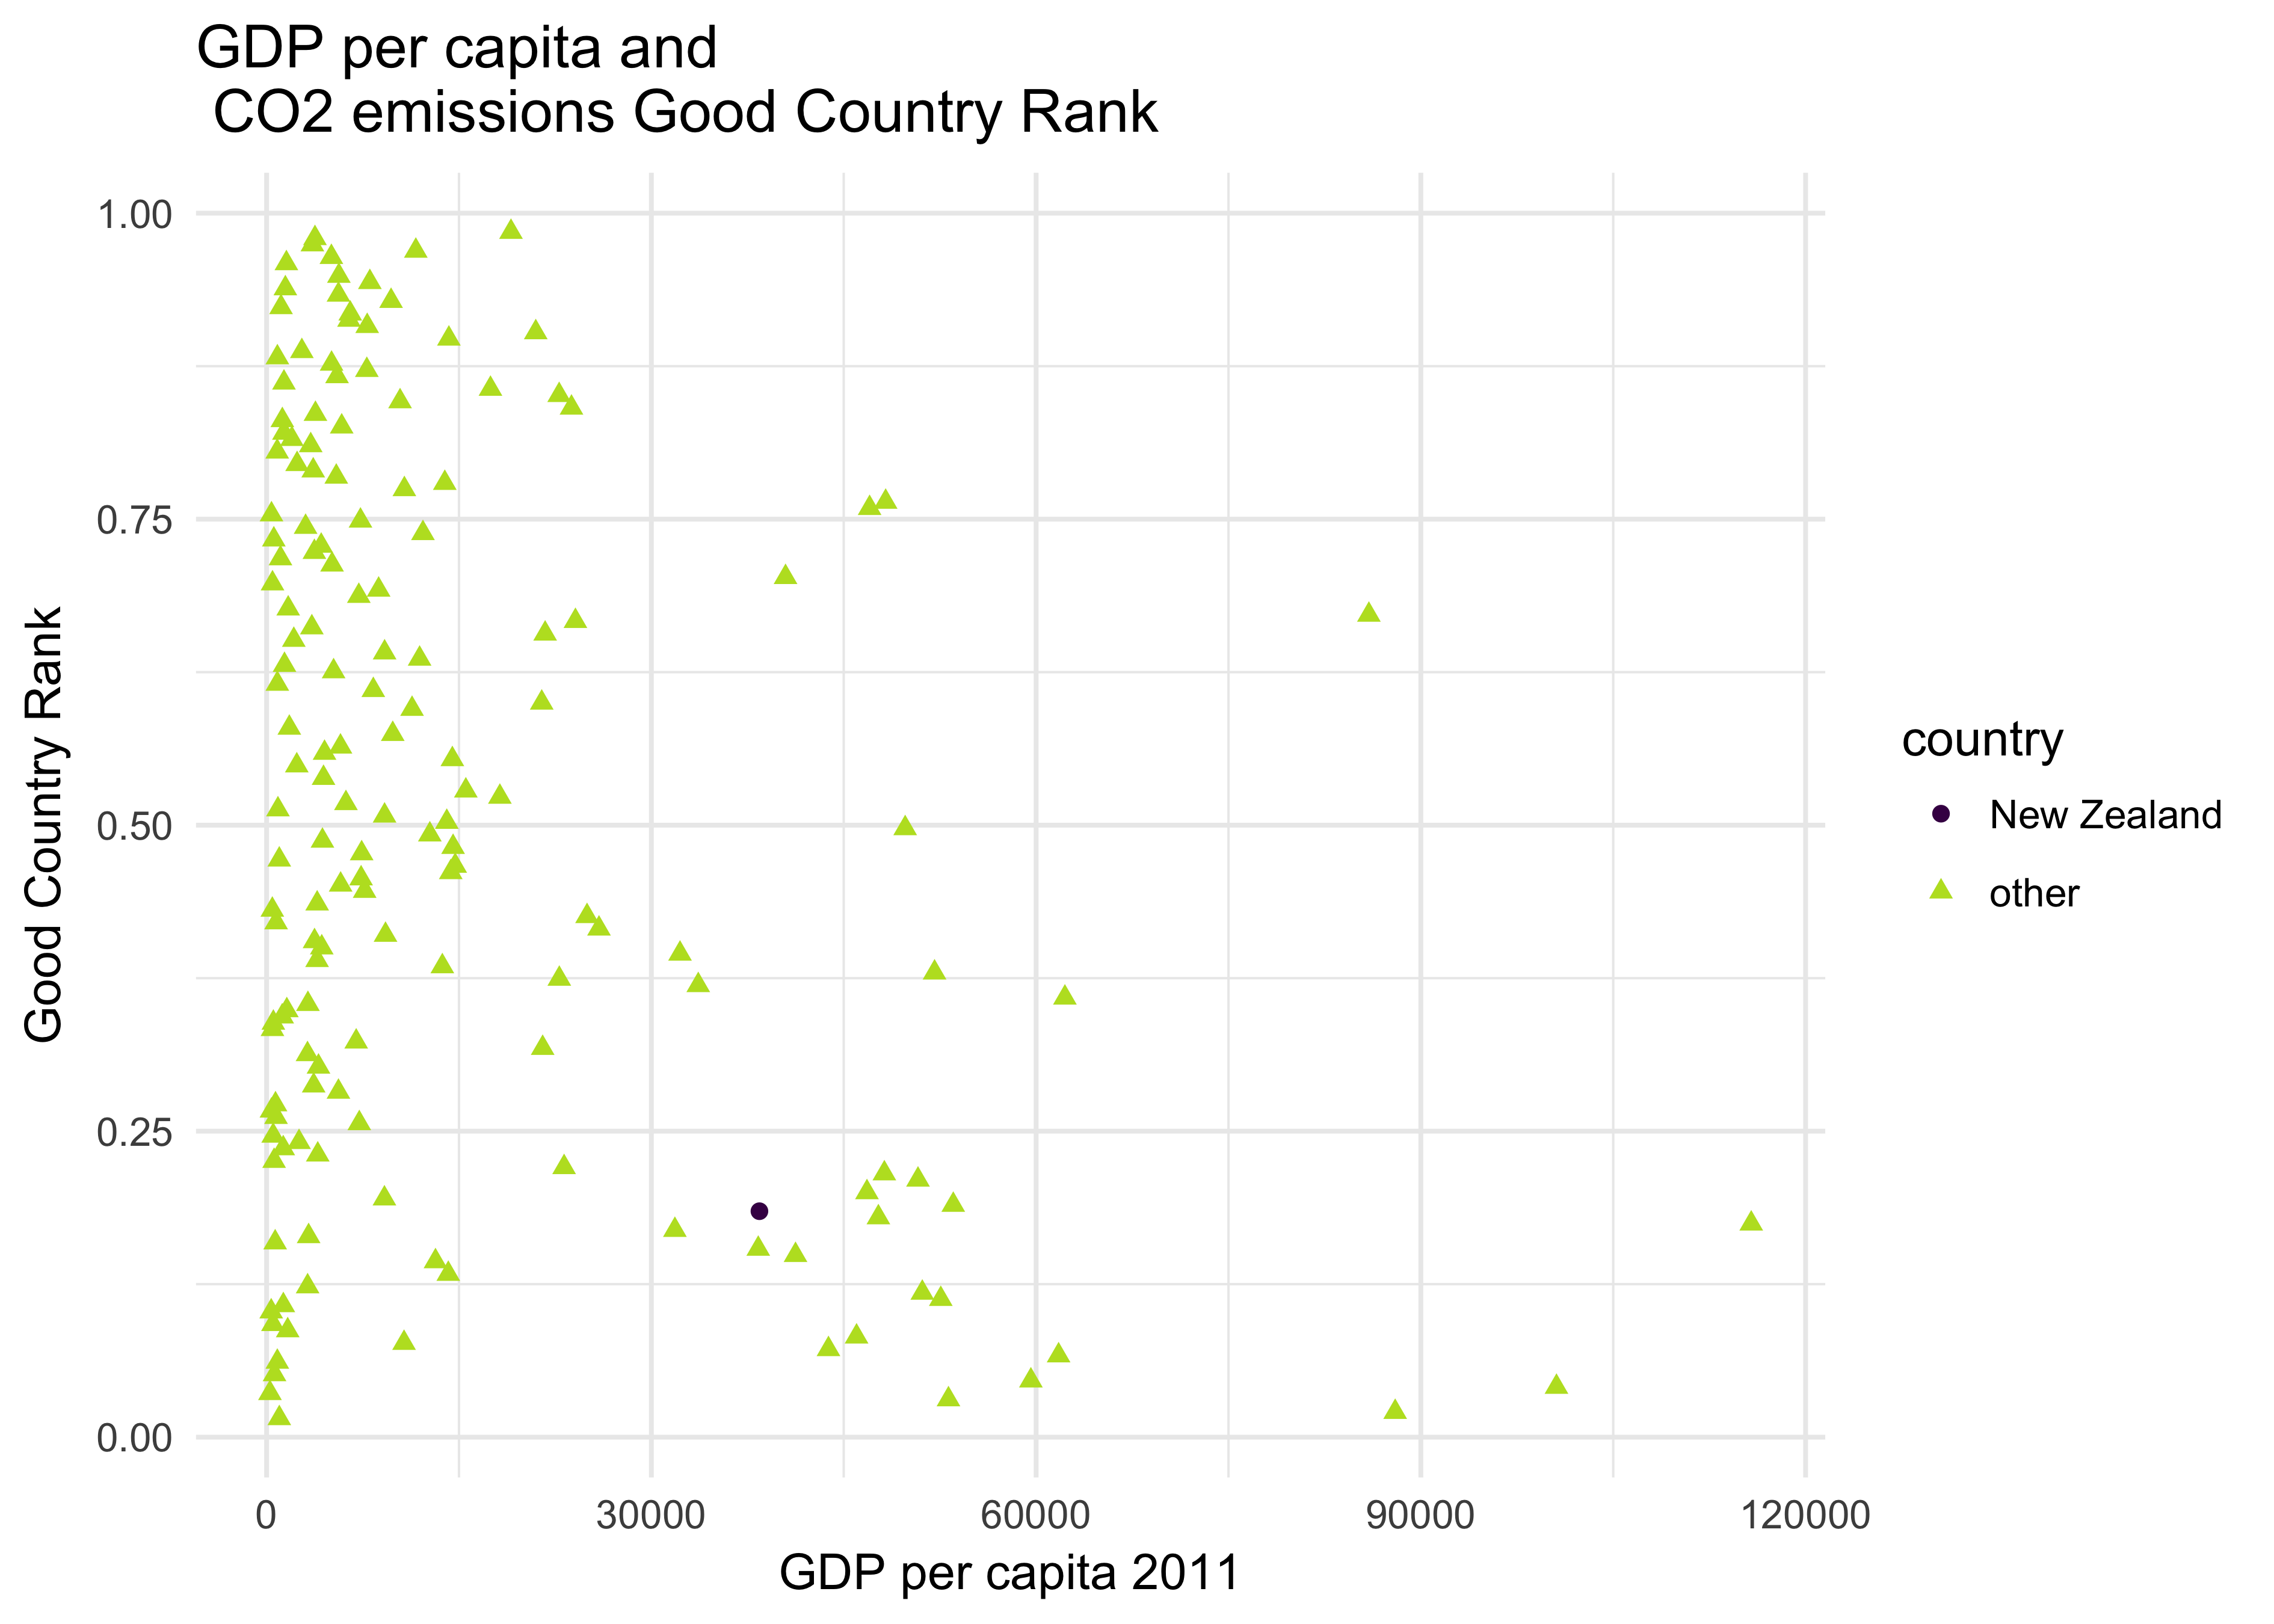 GDP per capita and
CO2 emissions Good Country Rank
1.00
0.75
0.50
0.25
0.00
Good Country Rank
0
30000
60000
90000
120000
GDP per capita 2011
country
New Zealand
other